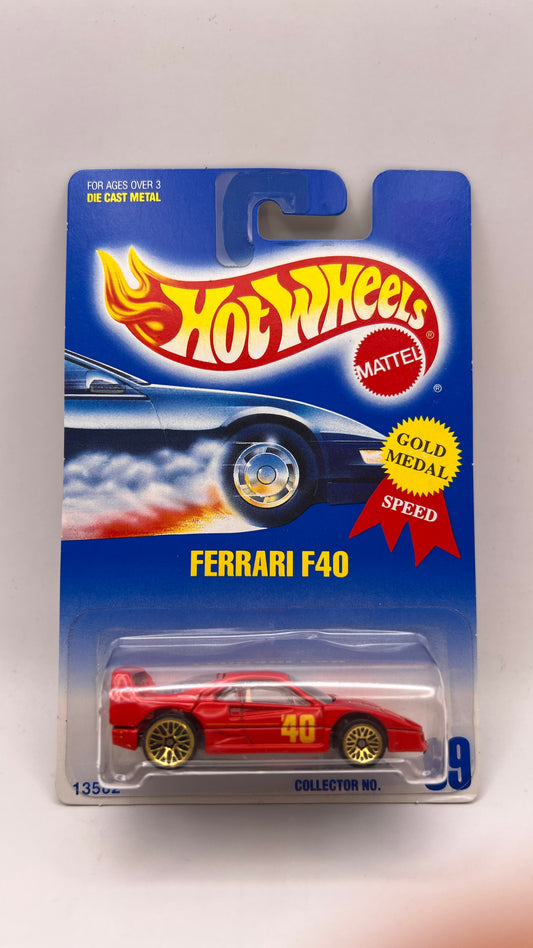 FOR AGES OVER 3
DIE CAST METAL
HOT WHEELS
®
MATTEL
®
GOLD
MEDAL
SPEED
FERRARI F40
40
COLLECTOR NO.